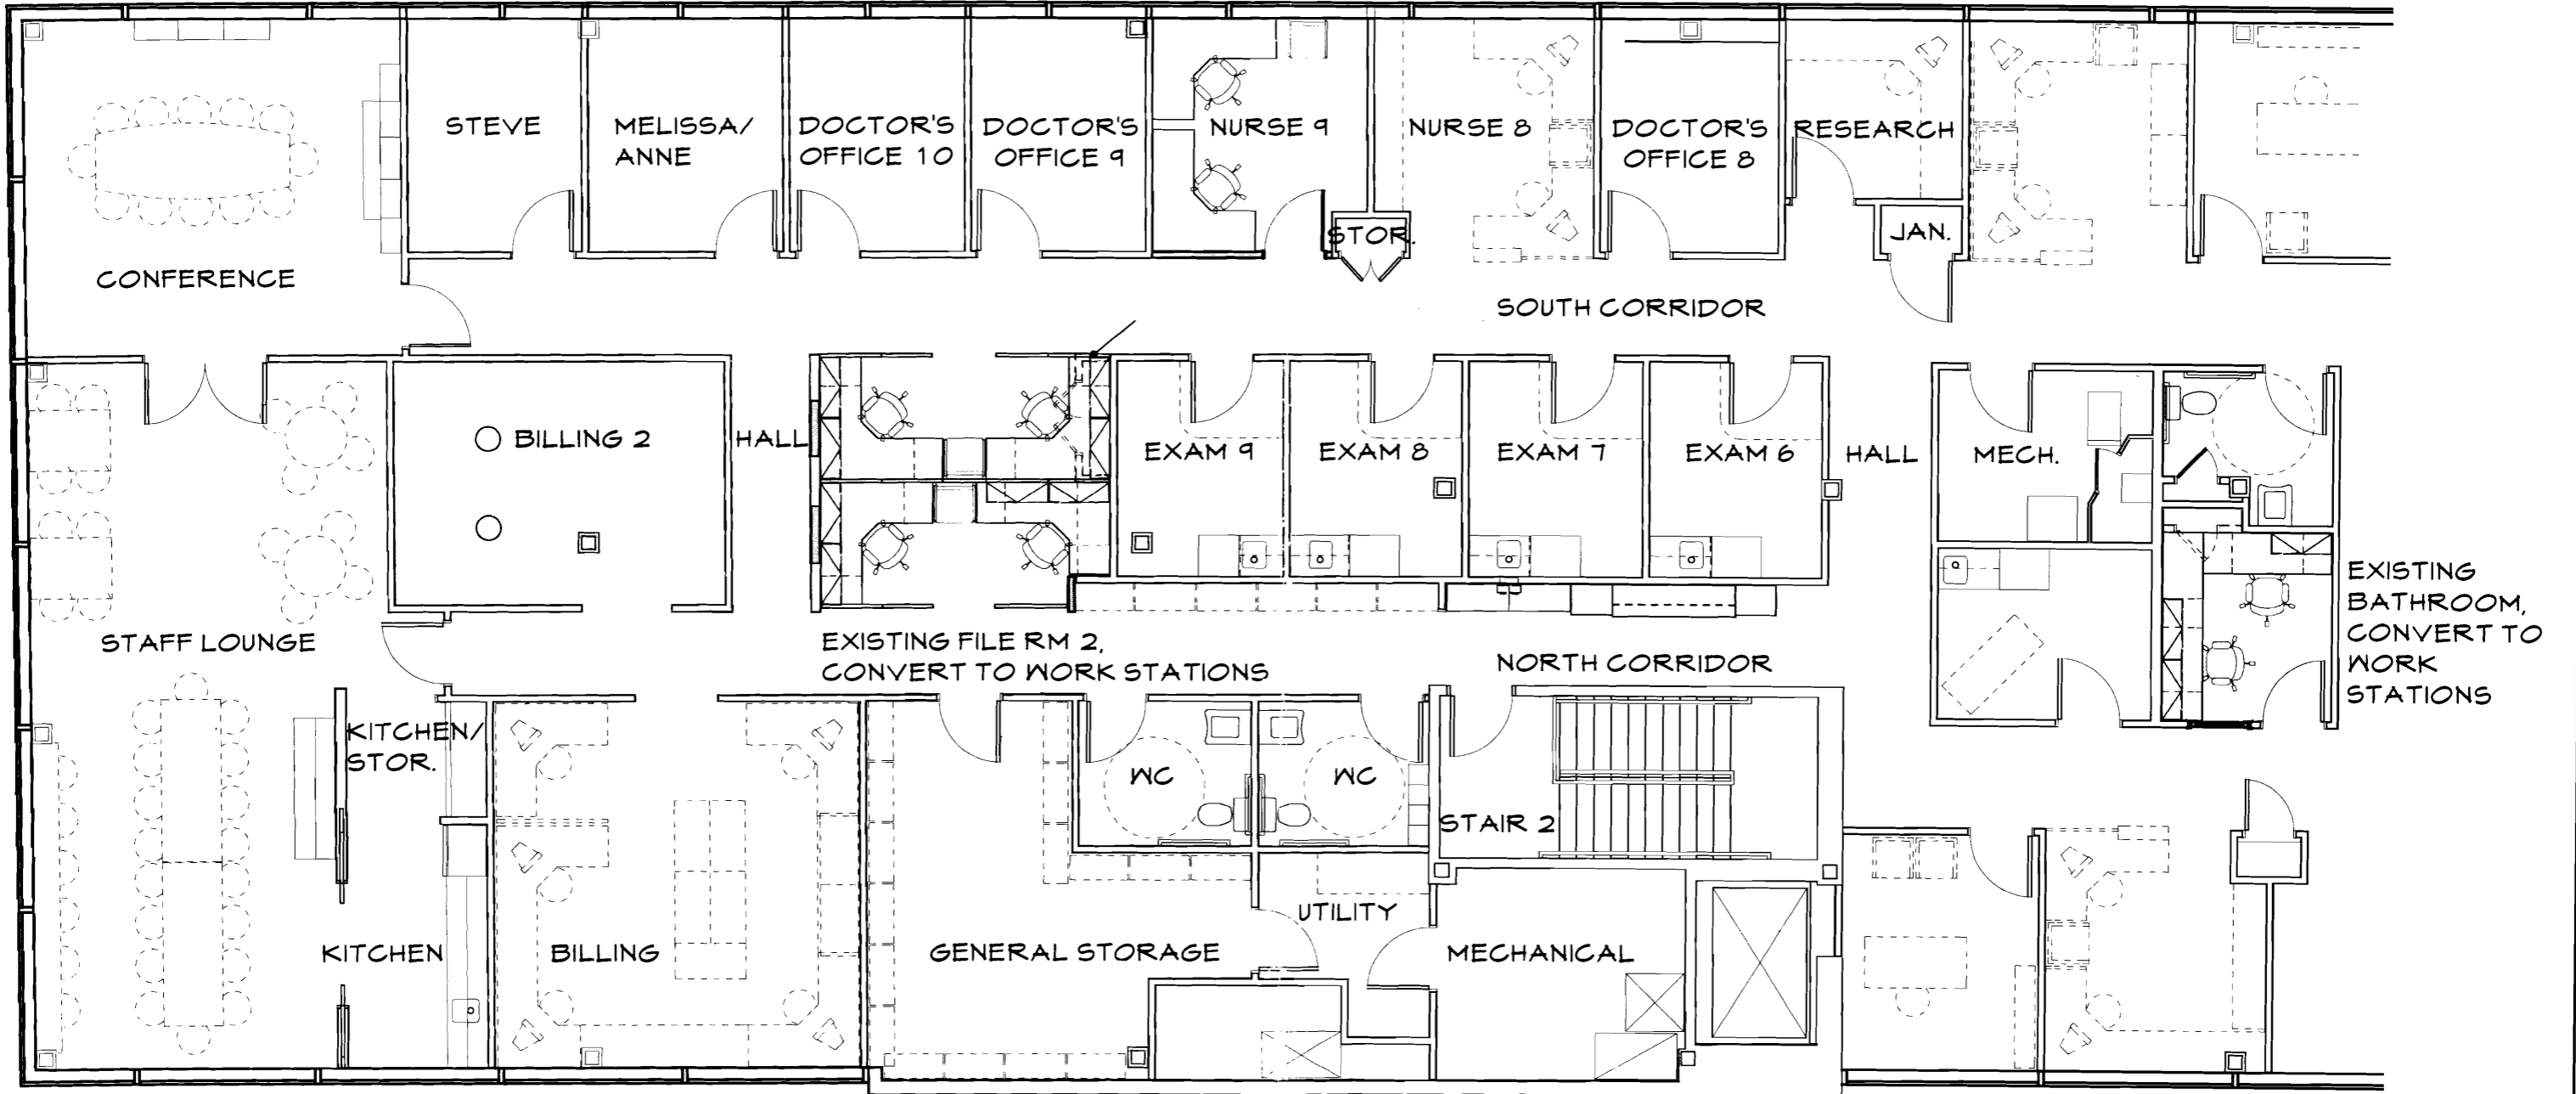 STEVE
MELISSA/
ANNE
DOCTOR'S
OFFICE 10
DOCTOR'S
OFFICE 9
NURSE 9
NURSE 8
DOCTOR'S
OFFICE 8
RESEARCH
STOR.
JAN.
CONFERENCE
SOUTH CORRIDOR
BILLING 2
HALL
EXAM 9
EXAM 8
EXAM 7
EXAM 6
HALL
MECH.
EXISTING
BATHROOM,
CONVERT TO
WORK
STATIONS
STAFF LOUNGE
EXISTING FILE RM 2,
CONVERT TO WORK STATIONS
NORTH CORRIDOR
KITCHEN/
STOR.
WC
WC
STAIR 2
UTILITY
KITCHEN
BILLING
GENERAL STORAGE
MECHANICAL